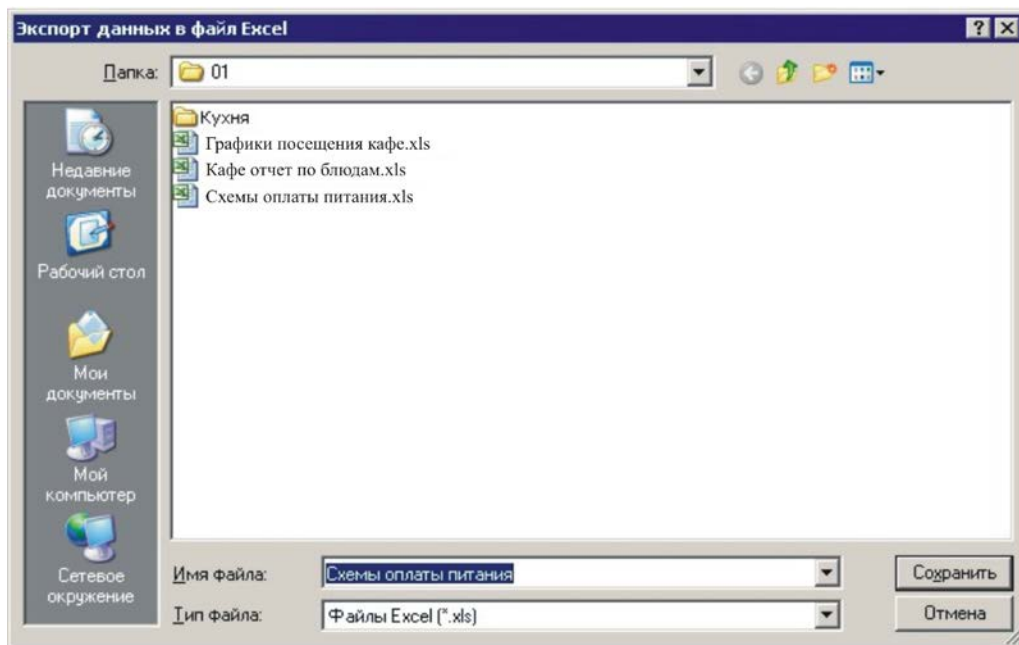 Экспорт данных в файл Excel
Папка: 01
Кухня
Графики посещения кафе.xls
Кафе отчет по блюдам.xls
Схемы оплаты питания.xls
Недавние
документы
Рабочий стол
Мои
документы
Мой
компьютер
Сетевое
окружение
Имя файла: Схемы оплаты питания Сохранить
Тип файла: Файлы Excel (*.xls) Отмена